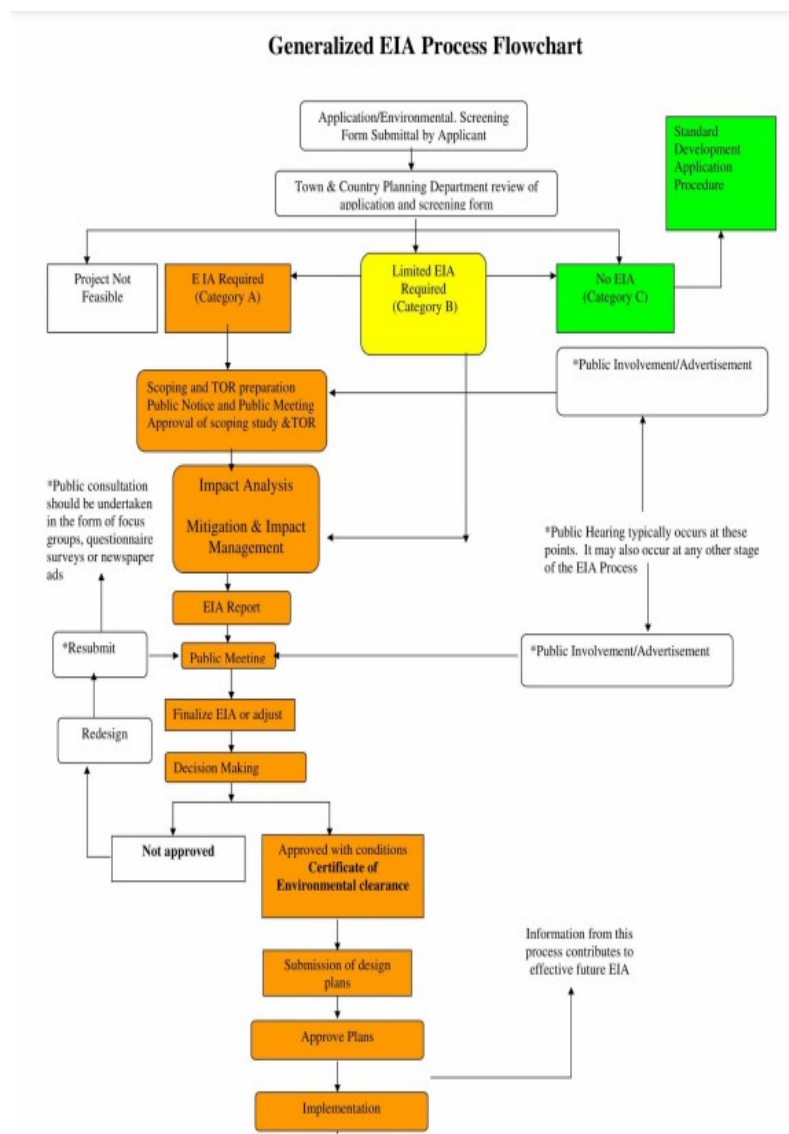 Generalized EIA Process Flowchart
Application/Environmental. Screening
Form Submittal by Applicant
Standard
Development
Application
Procedure
Town & Country Planning Department review of
application and screening form
Project Not
Feasible
E IA Required
(Category A)
Limited EIA
Required
(Category B)
No EIA
(Category C)
*Public Involvement/Advertisement
Scoping and TOR preparation
Public Notice and Public Meeting
Approval of scoping study &TOR
*Public consultation
should be undertaken
in the form of focus
groups, questionnaire
surveys or newspaper
ads
Impact Analysis
Mitigation & Impact
Management
*Public Hearing typically occurs at these
points. It may also occur at any other stage
of the EIA Process
EIA Report
*Resubmit
Public Meeting
*Public Involvement/Advertisement
Finalize EIA or adjust
Redesign
Decision Making
Not approved
Approved with conditions
Certificate of
Environmental clearance
Information from this
process contributes to
effective future EIA
Submission of design
plans
Approve Plans
Implementation